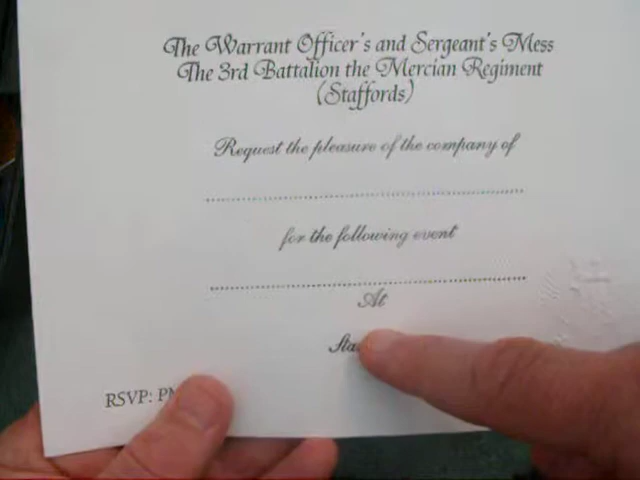 The Warrant Officer's and Sergeant's Mess
The 3rd Battalion the Mercian Regiment
(Staffords)
Request the pleasure of the company of
for the following event
At
RSVP: